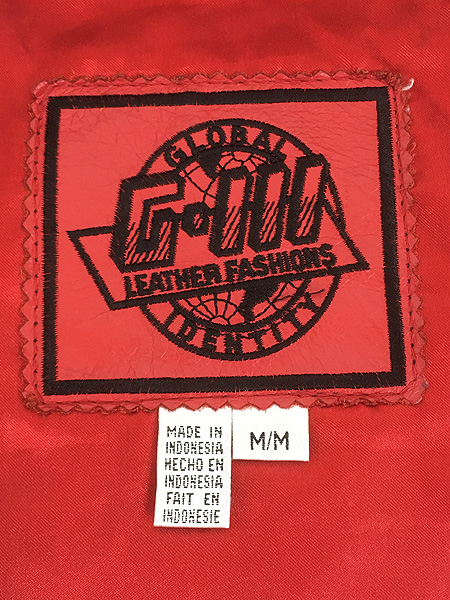 GLOBAL
G-III
LEATHER FASHIONS
IDENTITY
MADE IN
INDONESIA
HECHO EN
INDONESIA
FAIT EN
INDONESIE
M/M